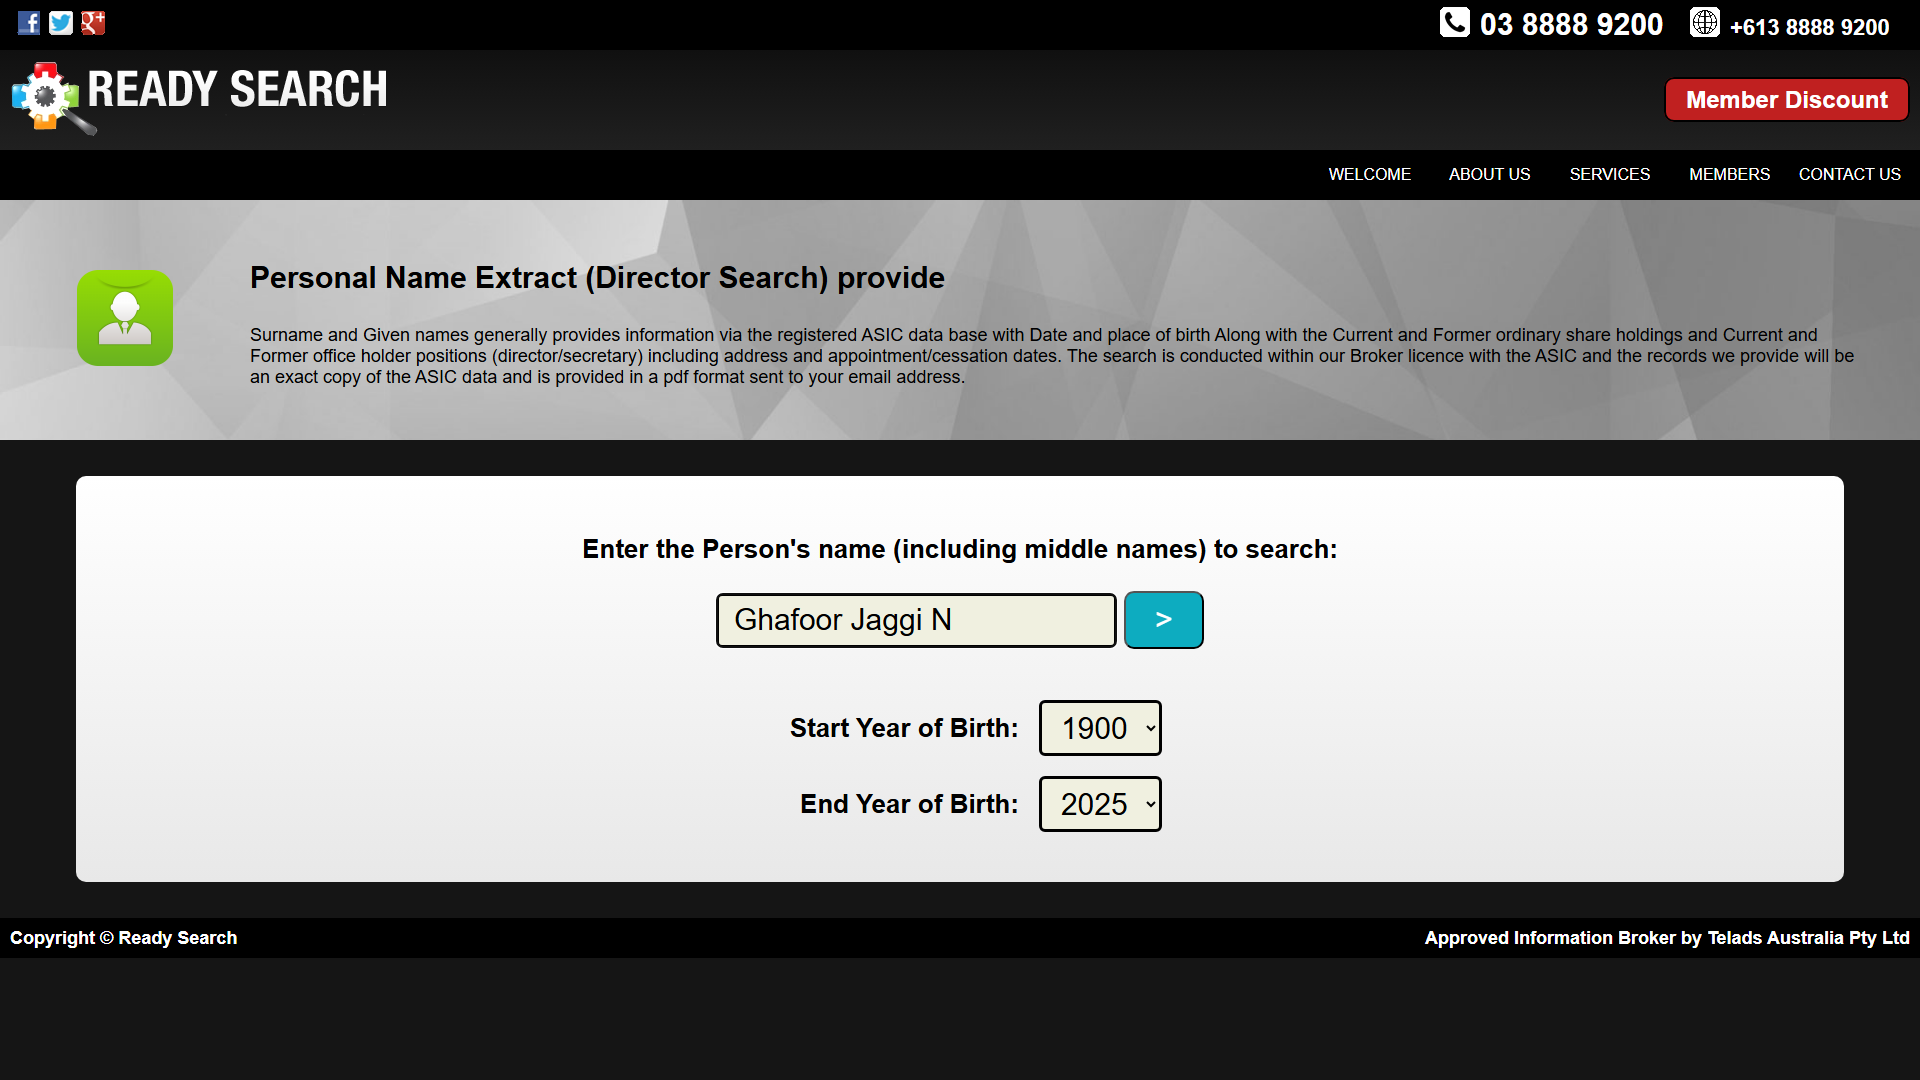 03 8888 9200
+613 8888 9200
READY SEARCH
Member Discount
WELCOME ABOUT US SERVICES MEMBERS CONTACT US
Personal Name Extract (Director Search) provide
Surname and Given names generally provides information via the registered ASIC data base with Date and place of birth Along with the Current and Former ordinary share holdings and Current and
Former office holder positions (director/secretary) including address and appointment/cessation dates. The search is conducted within our Broker licence with the ASIC and the records we provide will be
an exact copy of the ASIC data and is provided in a pdf format sent to your email address.
Enter the Person's name (including middle names) to search:
Ghafoor Jaggi N
>
Start Year of Birth: 1900
End Year of Birth: 2025
Copyright © Ready Search
Approved Information Broker by Telads Australia Pty Ltd